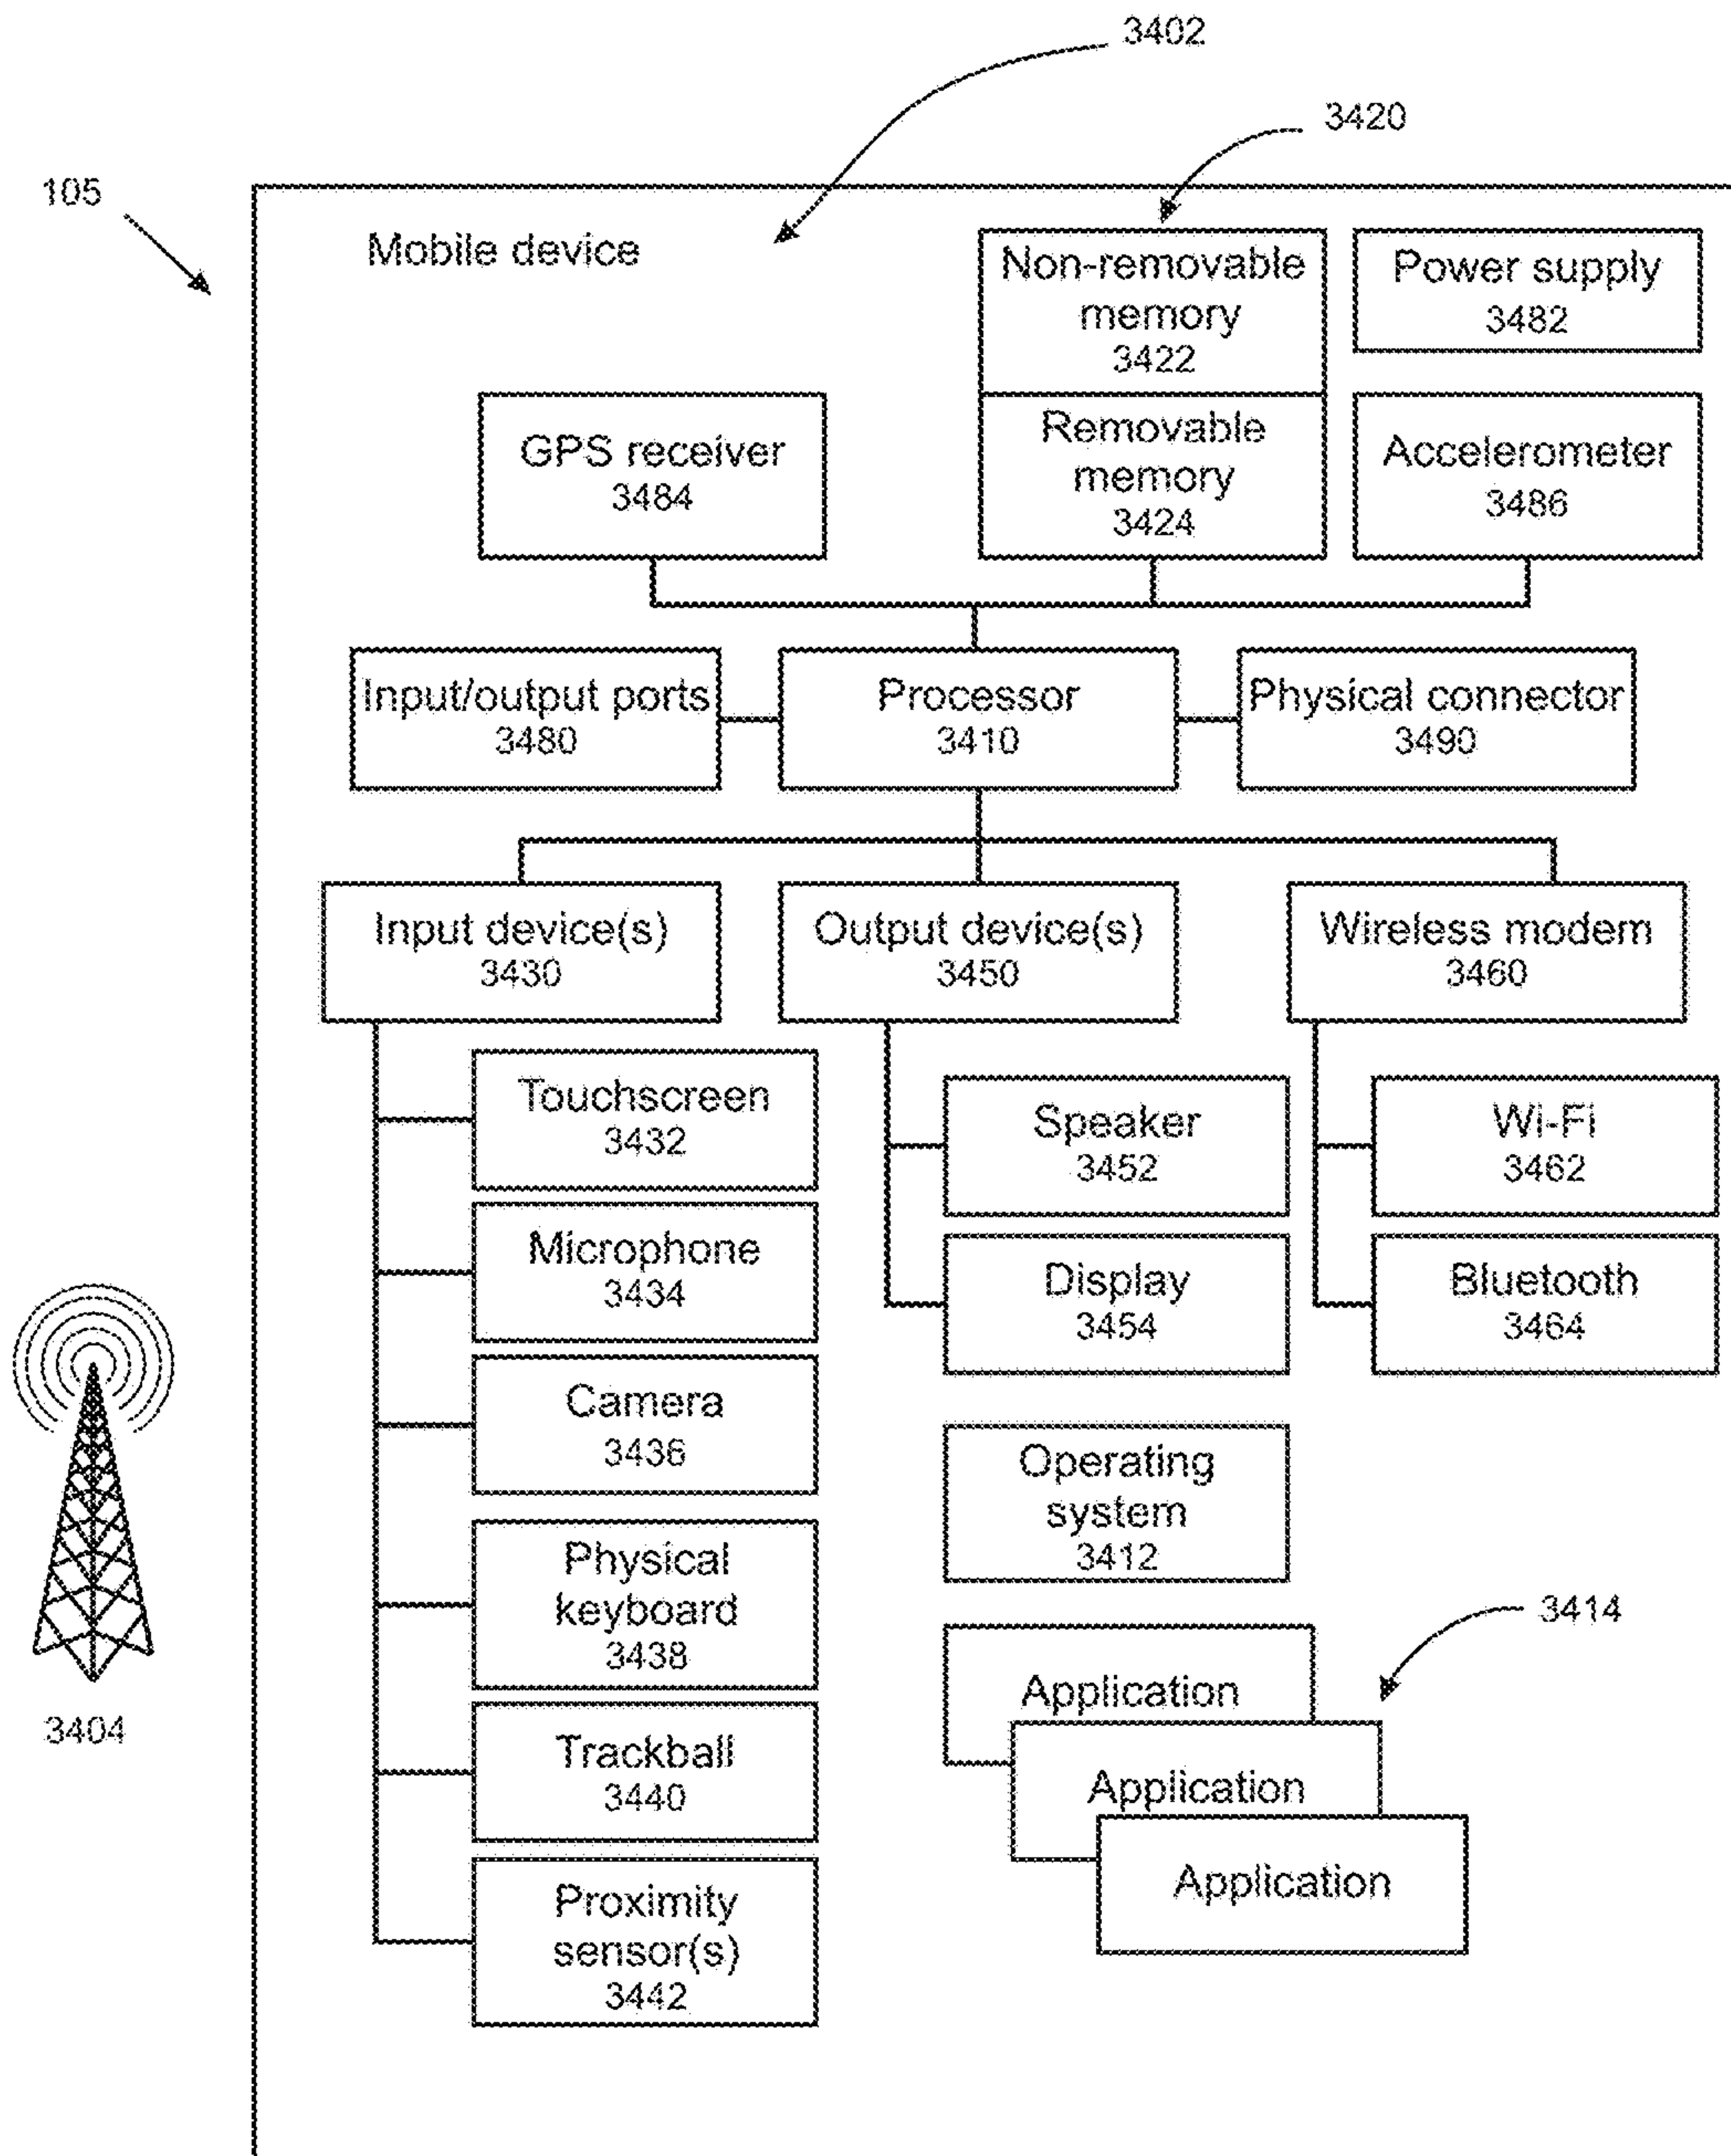 3402
3420
105
Mobile device
Non-removable
memory
3422
Power supply
3482
GPS receiver
3484
Removable
memory
3424
Accelerometer
3486
Input/output ports
3480
Processor
3410
Physical connector
3490
Input device(s)
3430
Output device(s)
3450
Wireless modem
3460
Touchscreen
3432
Microphone
3434
Camera
3436
Physical
keyboard
3438
Trackball
3440
Proximity
sensor(s)
3442
Speaker
3452
Display
3454
Wi-Fi
3462
Bluetooth
3464
Operating
system
3412
3414
Application
Application
Application
3404